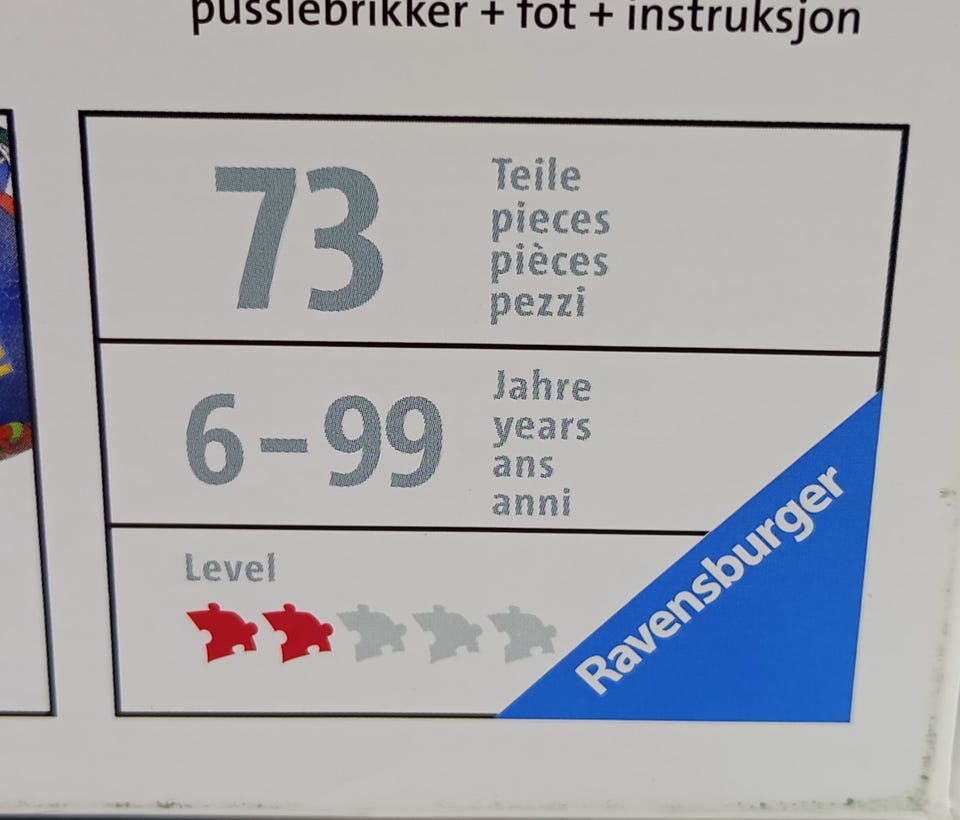 pusslebrikker + fot + instruksjon
73
Teile
pieces
pièces
pezzi
6–99
Jahre
years
ans
anni
Level
Ravensburger